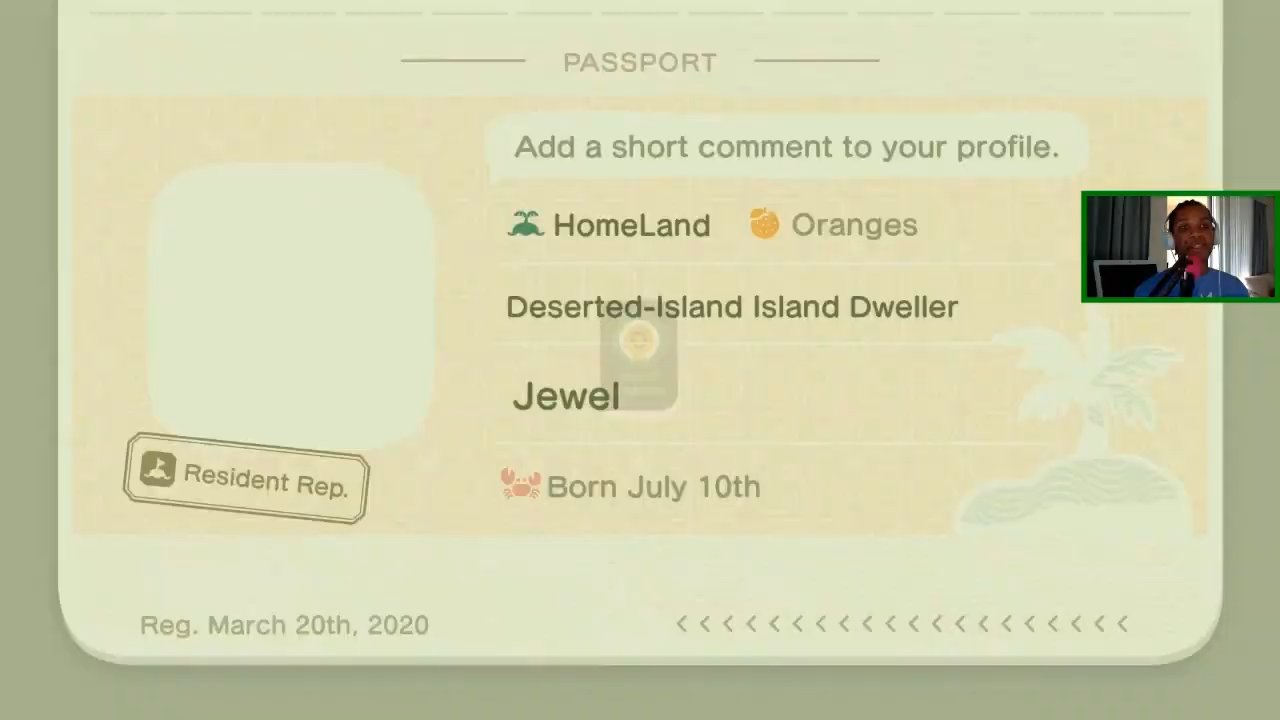 PASSPORT
Add a short comment to your profile.
HomeLand Oranges
Deserted-Island Island Dweller
Jewel
Born July 10th
Resident Rep.
Reg. March 20th, 2020 < < < < < < < < < < < < < < < < < < < <